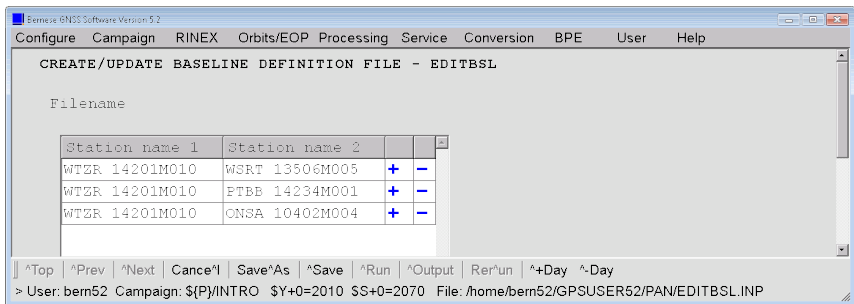 Bernese GNSS Software Version 5.2
Configure Campaign RINEX Orbits/EOP Processing Service Conversion BPE User Help
CREATE/UPDATE BASELINE DEFINITION FILE - EDITBSL
Filename
Station name 1 Station name 2
WTZR 14201M010 WSRT 13506M005 + −
WTZR 14201M010 PTBB 14234M001 + −
WTZR 14201M010 ONSA 10402M004 + −
^Top | ^Prev | ^Next | Cance^l | Save^As | ^Save | ^Run | ^Output | Rer^un | ^+Day ^-Day
> User: bern52 Campaign: ${P}/INTRO $Y+0=2010 $S+0=2070 File: /home/bern52/GPSUSER52/PAN/EDITBSL.INP